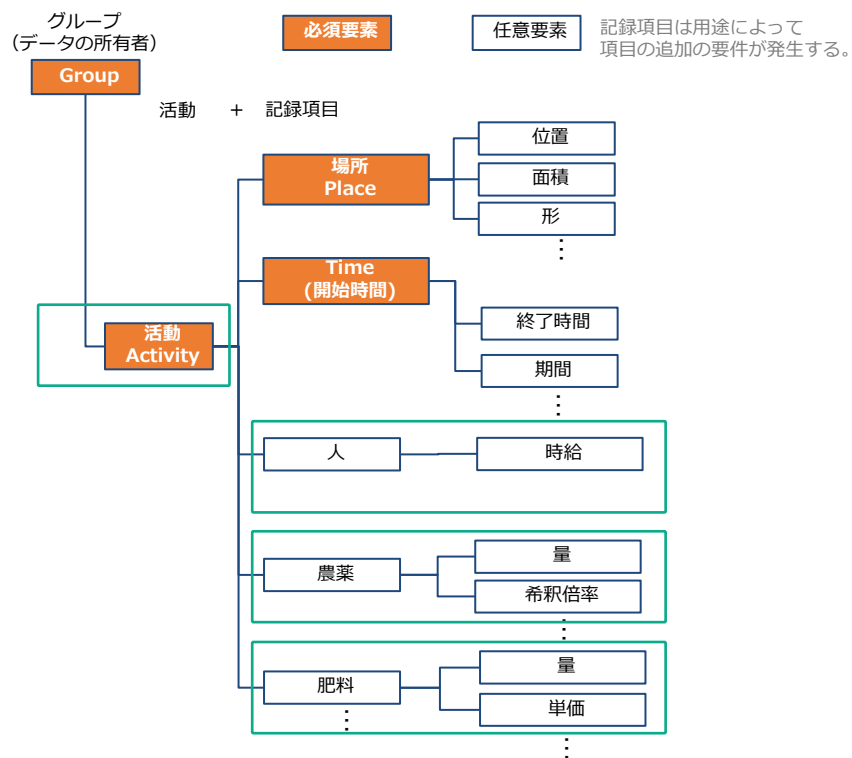 グループ
（データの所有者）
Group
必須要素
任意要素
記録項目は用途によって
項目の追加の要件が発生する。
活動 + 記録項目
場所
Place
位置
面積
形
⋮
Time
(開始時間)
終了時間
期間
⋮
活動
Activity
人
時給
農薬
量
希釈倍率
⋮
肥料
量
単価
⋮
⋮